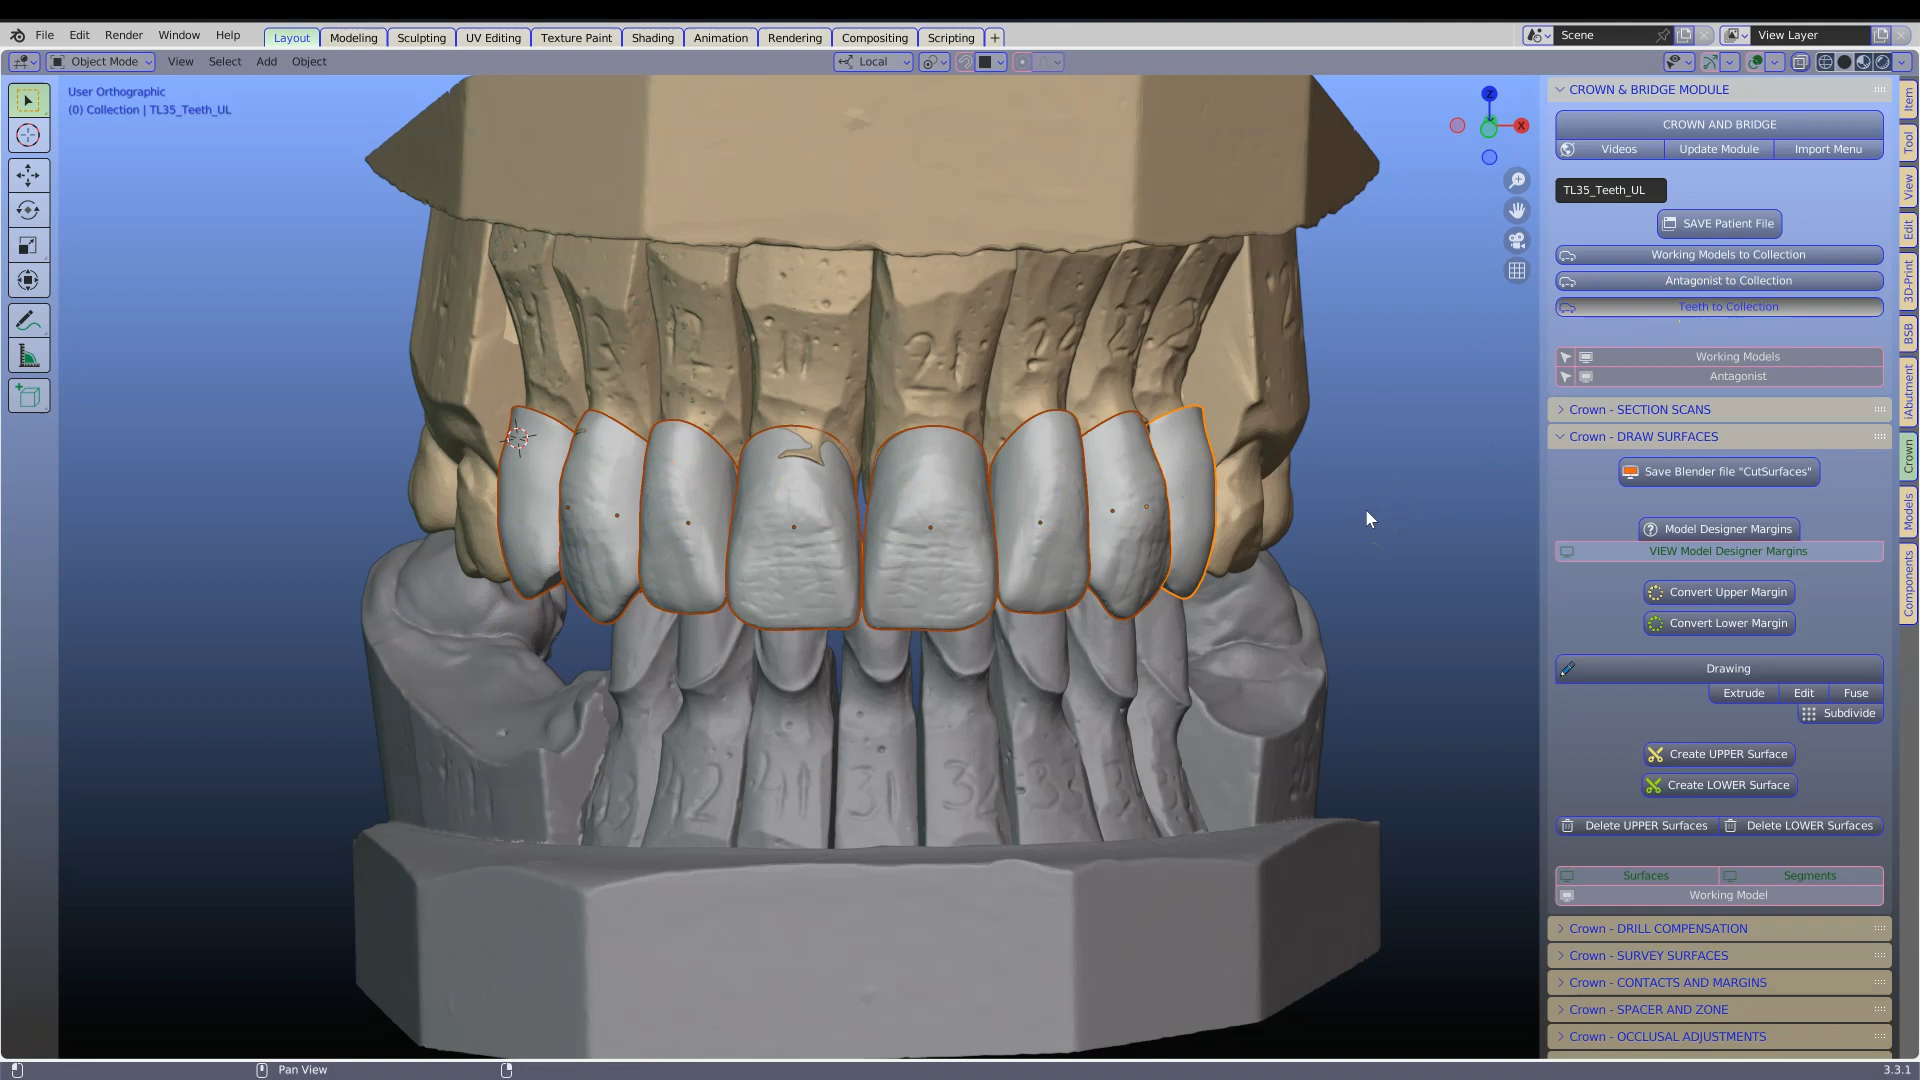 File Edit Render Window Help Layout Modeling Sculpting UV Editing Texture Paint Shading Animation Rendering Compositing Scripting + Scene View Layer
Object Mode View Select Add Object Local
User Orthographic
(0) Collection | TL35_Teeth_UL
Z
X
11
21
22
42
41
31
CROWN & BRIDGE MODULE
CROWN AND BRIDGE
Videos Update Module Import Menu
TL35_Teeth_UL
SAVE Patient File
Working Models to Collection
Antagonist to Collection
Teeth to Collection
Working Models
Antagonist
Crown - SECTION SCANS
Crown - DRAW SURFACES
Save Blender file "CutSurfaces"
Model Designer Margins
VIEW Model Designer Margins
Convert Upper Margin
Convert Lower Margin
Drawing
Extrude Edit Fuse
Subdivide
Create UPPER Surface
Create LOWER Surface
Delete UPPER Surfaces Delete LOWER Surfaces
Surfaces Segments
Working Model
Crown - DRILL COMPENSATION
Crown - SURVEY SURFACES
Crown - CONTACTS AND MARGINS
Crown - SPACER AND ZONE
Crown - OCCLUSAL ADJUSTMENTS
Item
Tool
View
Edit
3D-Print
BSB
iAbutment
Crown
Models
Components
Pan View
3.3.1